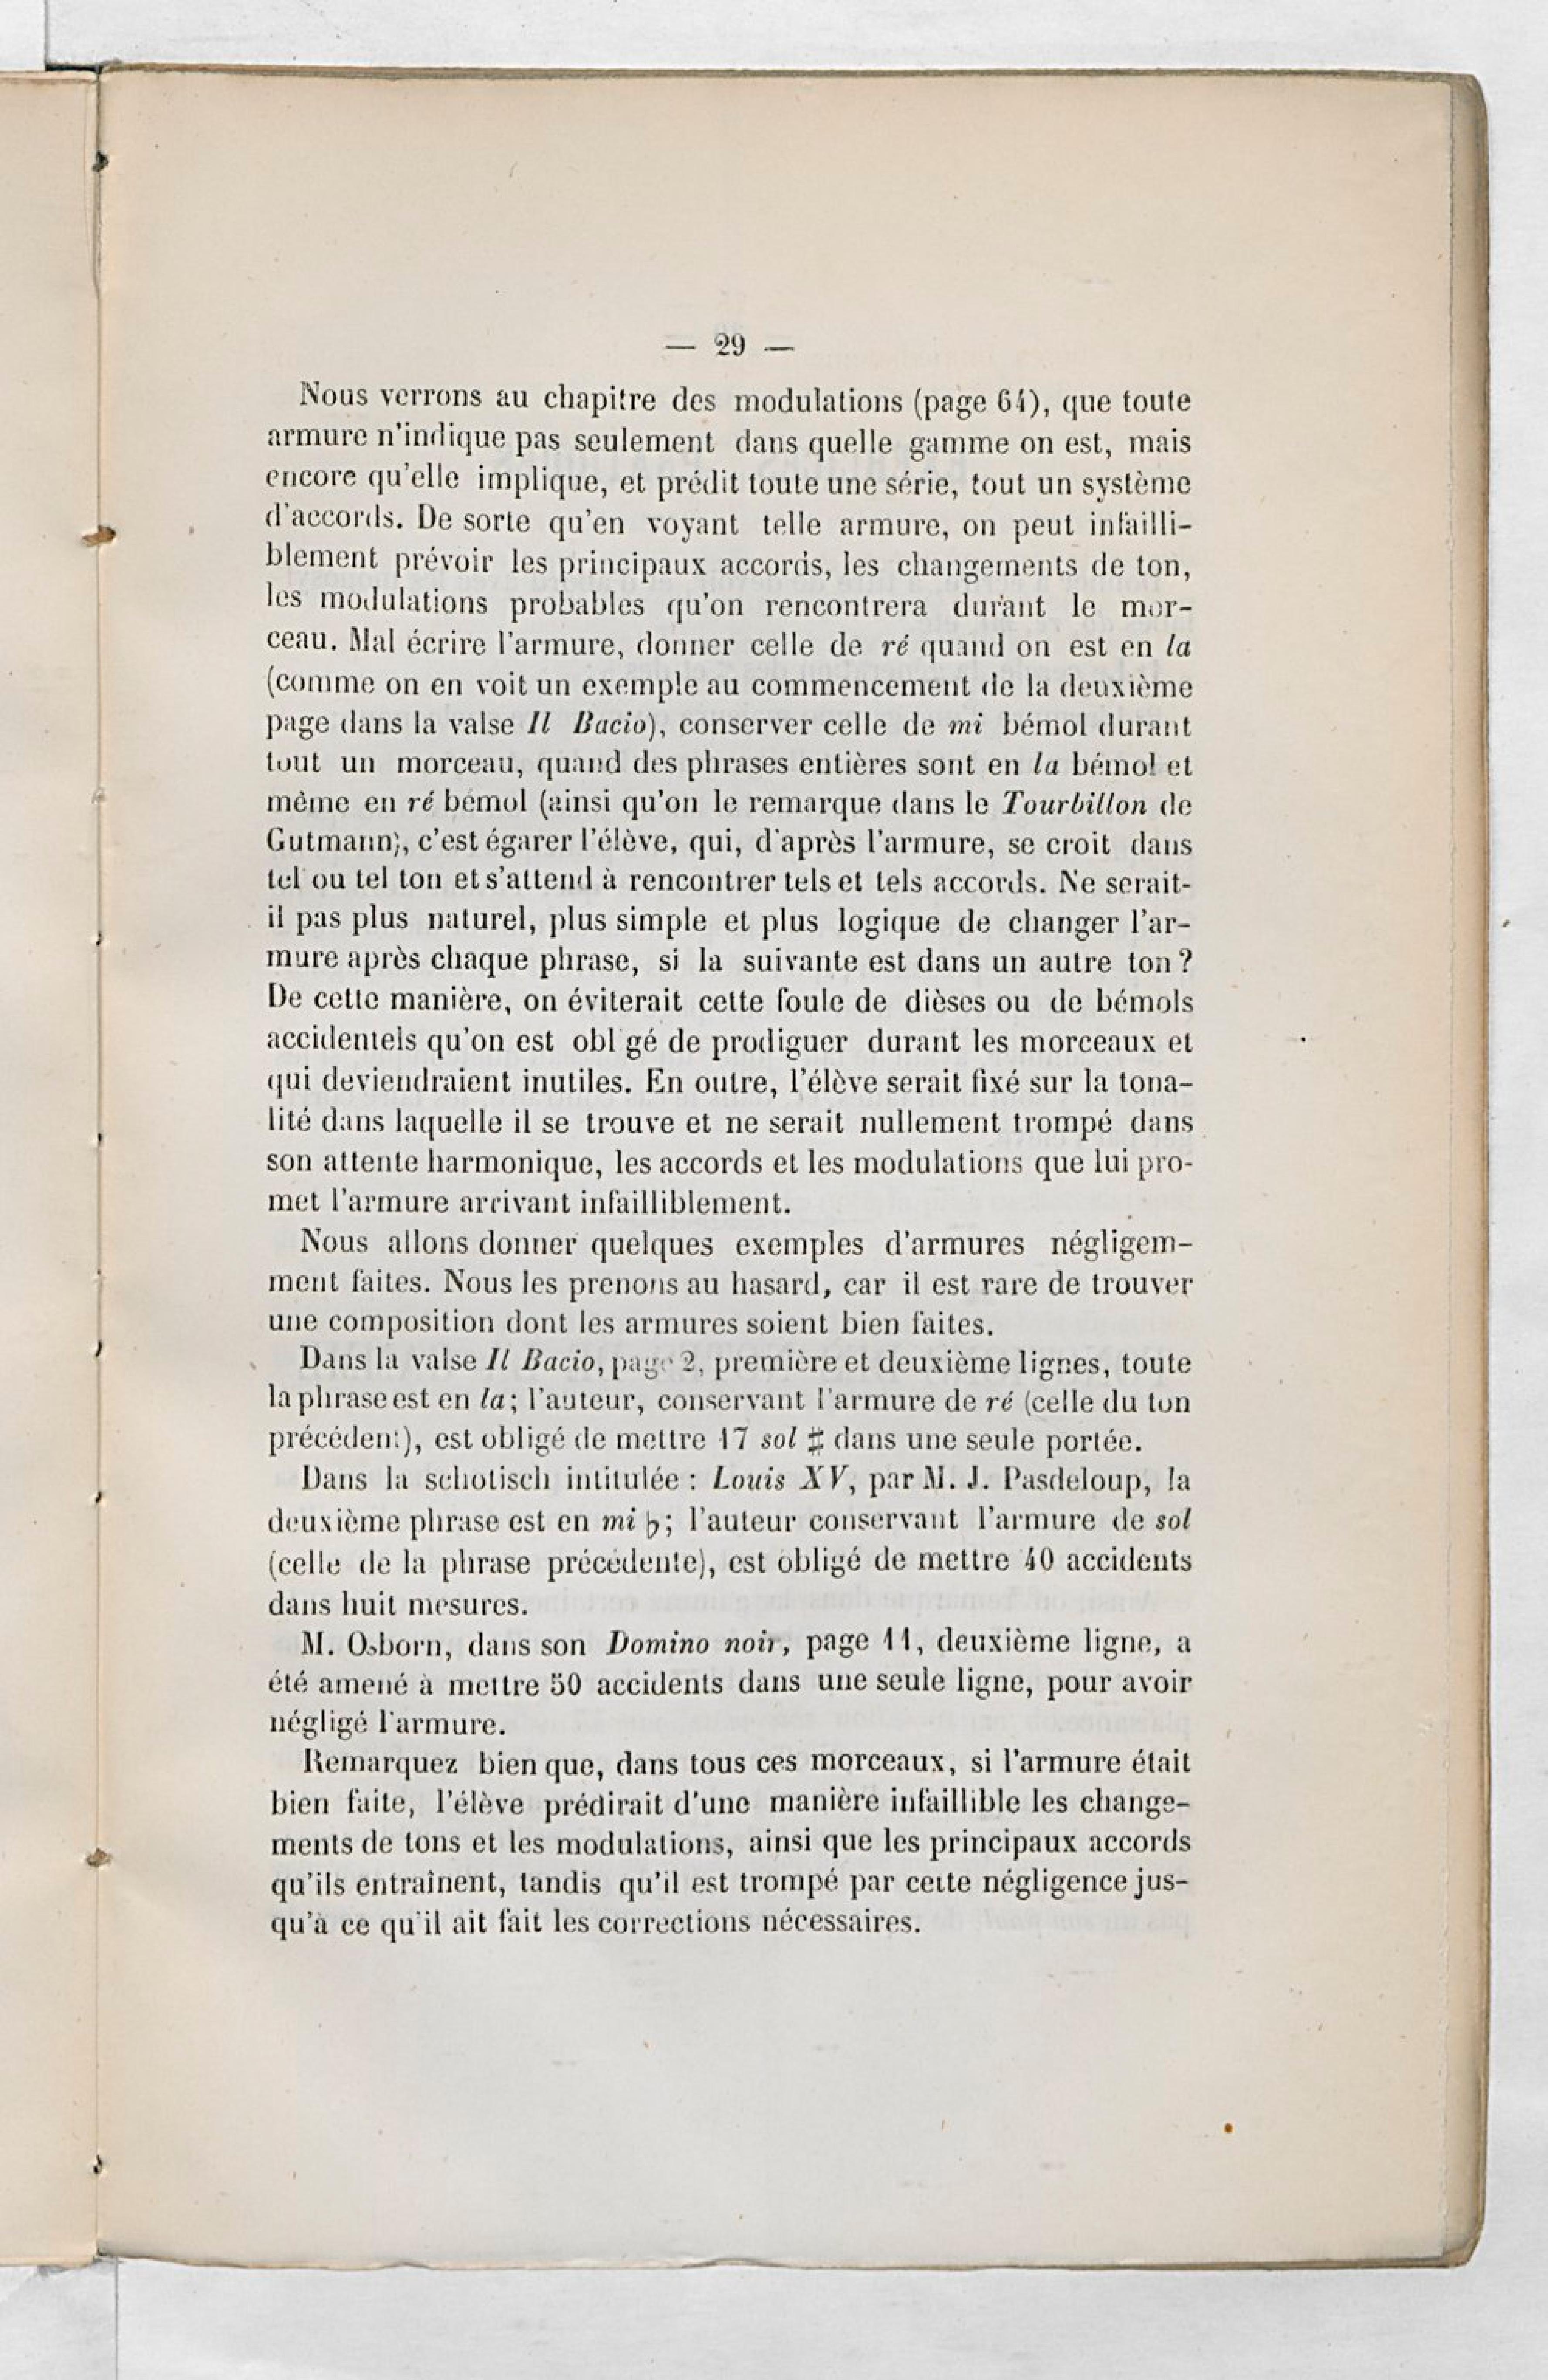 — 29 —
Nous verrons au chapitre des modulations (page 64), que toute
armure n'indique pas seulement dans quelle gamme on est, mais
encore qu'elle implique, et prédit toute une série, tout un système
d'accords. De sorte qu'en voyant telle armure, on peut infailli-
blement prévoir les principaux accords, les changements de ton,
les modulations probables qu'on rencontrera durant le mor-
ceau. Mal écrire l'armure, donner celle de ré quand on est en la
(comme on en voit un exemple au commencement de la deuxième
page dans la valse Il Bacio), conserver celle de mi bémol durant
tout un morceau, quand des phrases entières sont en la bémol et
même en ré bémol (ainsi qu'on le remarque dans le Tourbillon de
Gutmann), c'est égarer l'élève, qui, d'après l'armure, se croit dans
tel ou tel ton et s'attend à rencontrer tels et tels accords. Ne serait-
il pas plus naturel, plus simple et plus logique de changer l'ar-
mure après chaque phrase, si la suivante est dans un autre ton ?
De cette manière, on éviterait cette foule de dièses ou de bémols
accidentels qu'on est obl gé de prodiguer durant les morceaux et
qui deviendraient inutiles. En outre, l'élève serait fixé sur la tona-
lité dans laquelle il se trouve et ne serait nullement trompé dans
son attente harmonique, les accords et les modulations que lui pro-
met l'armure arrivant infailliblement.
Nous allons donner quelques exemples d'armures négligem-
ment faites. Nous les prenons au hasard, car il est rare de trouver
une composition dont les armures soient bien faites.
Dans la valse Il Bacio, page 2, première et deuxième lignes, toute
la phrase est en la; l'auteur, conservant l'armure de ré (celle du ton
précédent), est obligé de mettre 17 sol ♯ dans une seule portée.
Dans la schotisch intitulée : Louis XV, par M. J. Pasdeloup, la
deuxième phrase est en mi ♭; l'auteur conservant l'armure de sol
(celle de la phrase précédente), est obligé de mettre 40 accidents
dans huit mesures.
M. Osborn, dans son Domino noir, page 11, deuxième ligne, a
été amené à mettre 50 accidents dans une seule ligne, pour avoir
négligé l'armure.
Remarquez bien que, dans tous ces morceaux, si l'armure était
bien faite, l'élève prédirait d'une manière infaillible les change-
ments de tons et les modulations, ainsi que les principaux accords
qu'ils entraînent, tandis qu'il est trompé par cette négligence jus-
qu'à ce qu'il ait fait les corrections nécessaires.